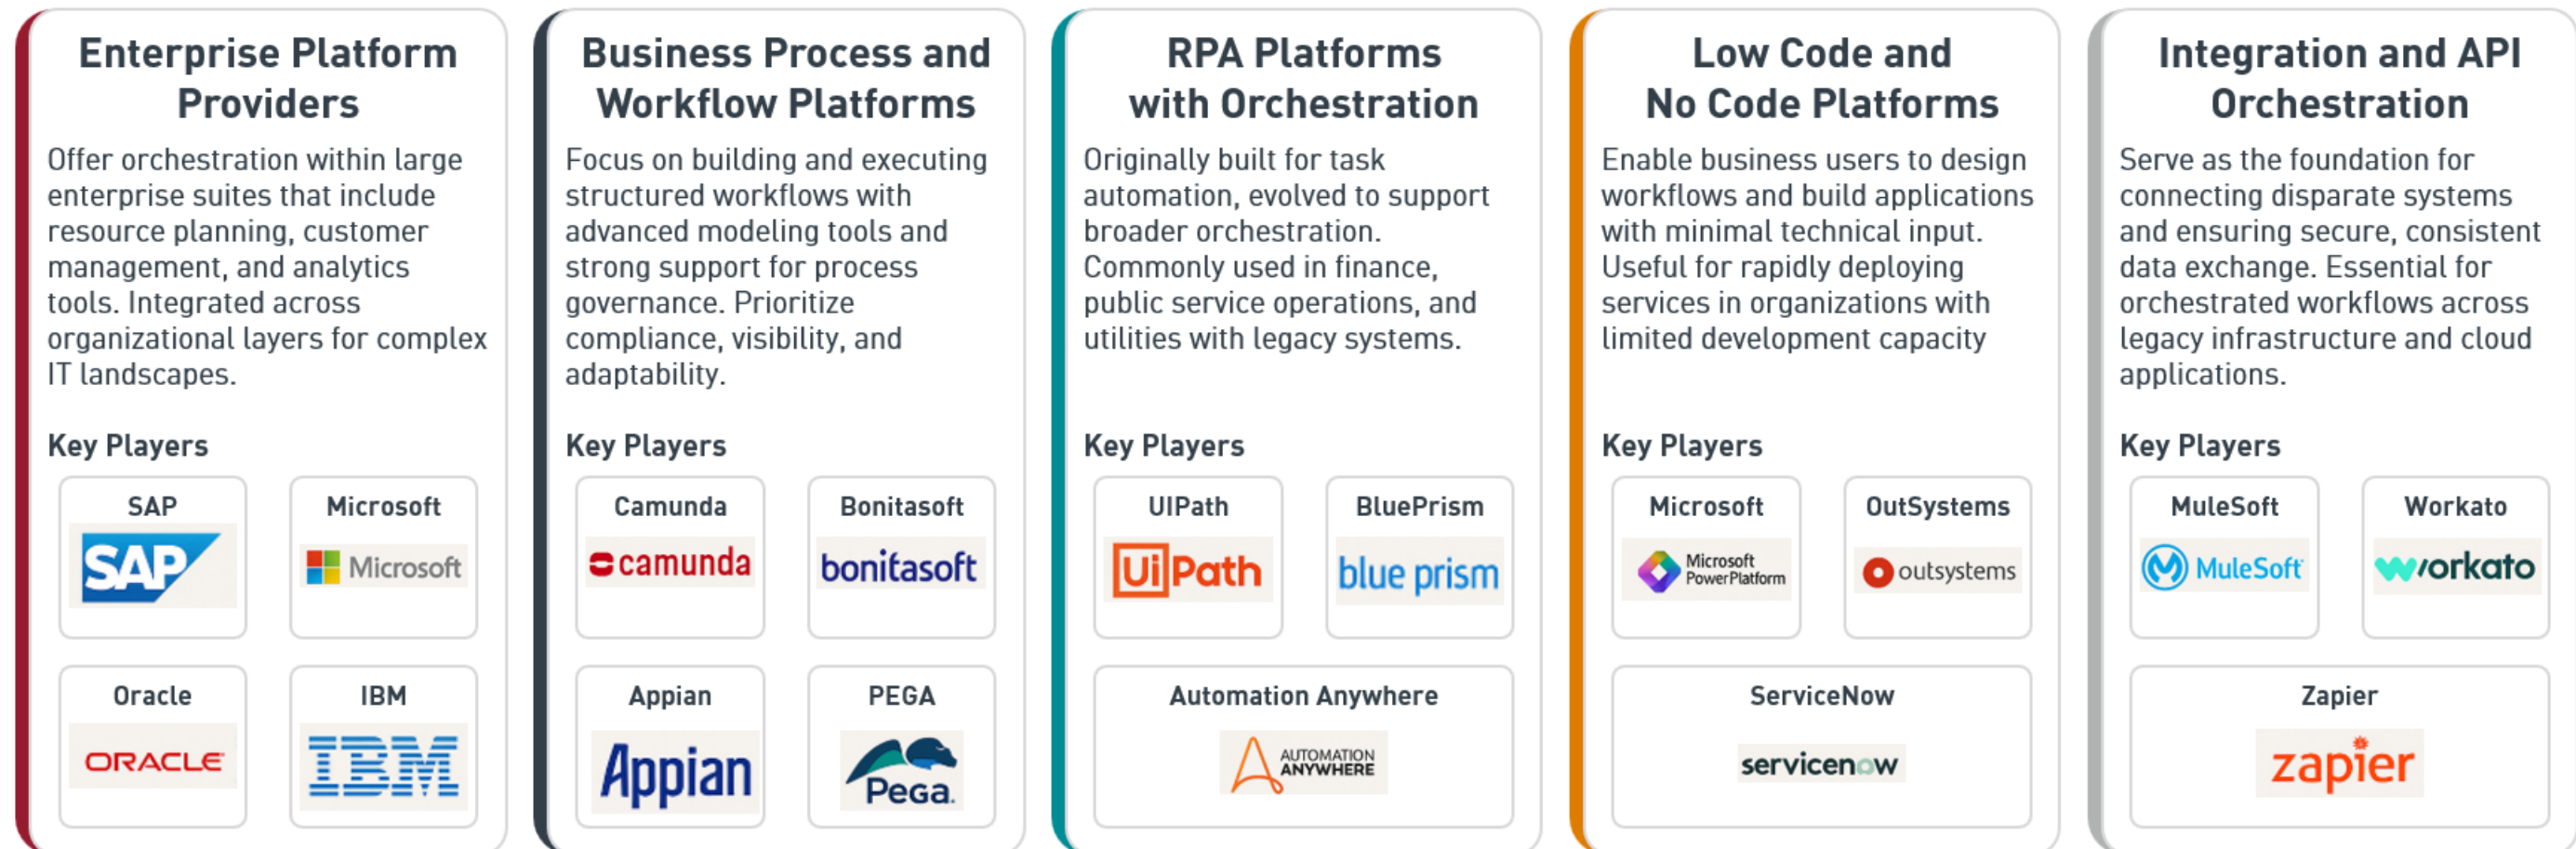 Enterprise Platform
Providers
Offer orchestration within large
enterprise suites that include
resource planning, customer
management, and analytics
tools. Integrated across
organizational layers for complex
IT landscapes.
Key Players
SAP
SAP
Microsoft
Microsoft
Oracle
ORACLE
IBM
IBM
Business Process and
Workflow Platforms
Focus on building and executing
structured workflows with
advanced modeling tools and
strong support for process
governance. Prioritize
compliance, visibility, and
adaptability.
Key Players
Camunda
camunda
Bonitasoft
bonitasoft
Appian
Appian
PEGA
Pega
RPA Platforms
with Orchestration
Originally built for task
automation, evolved to support
broader orchestration.
Commonly used in finance,
public service operations, and
utilities with legacy systems.
Key Players
UIPath
UiPath
BluePrism
blue prism
Automation Anywhere
AUTOMATION
ANYWHERE
Low Code and
No Code Platforms
Enable business users to design
workflows and build applications
with minimal technical input.
Useful for rapidly deploying
services in organizations with
limited development capacity
Key Players
Microsoft
Microsoft
Power Platform
OutSystems
outsystems
ServiceNow
servicenow
Integration and API
Orchestration
Serve as the foundation for
connecting disparate systems
and ensuring secure, consistent
data exchange. Essential for
orchestrated workflows across
legacy infrastructure and cloud
applications.
Key Players
MuleSoft
MuleSoft
Workato
workato
Zapier
zapier